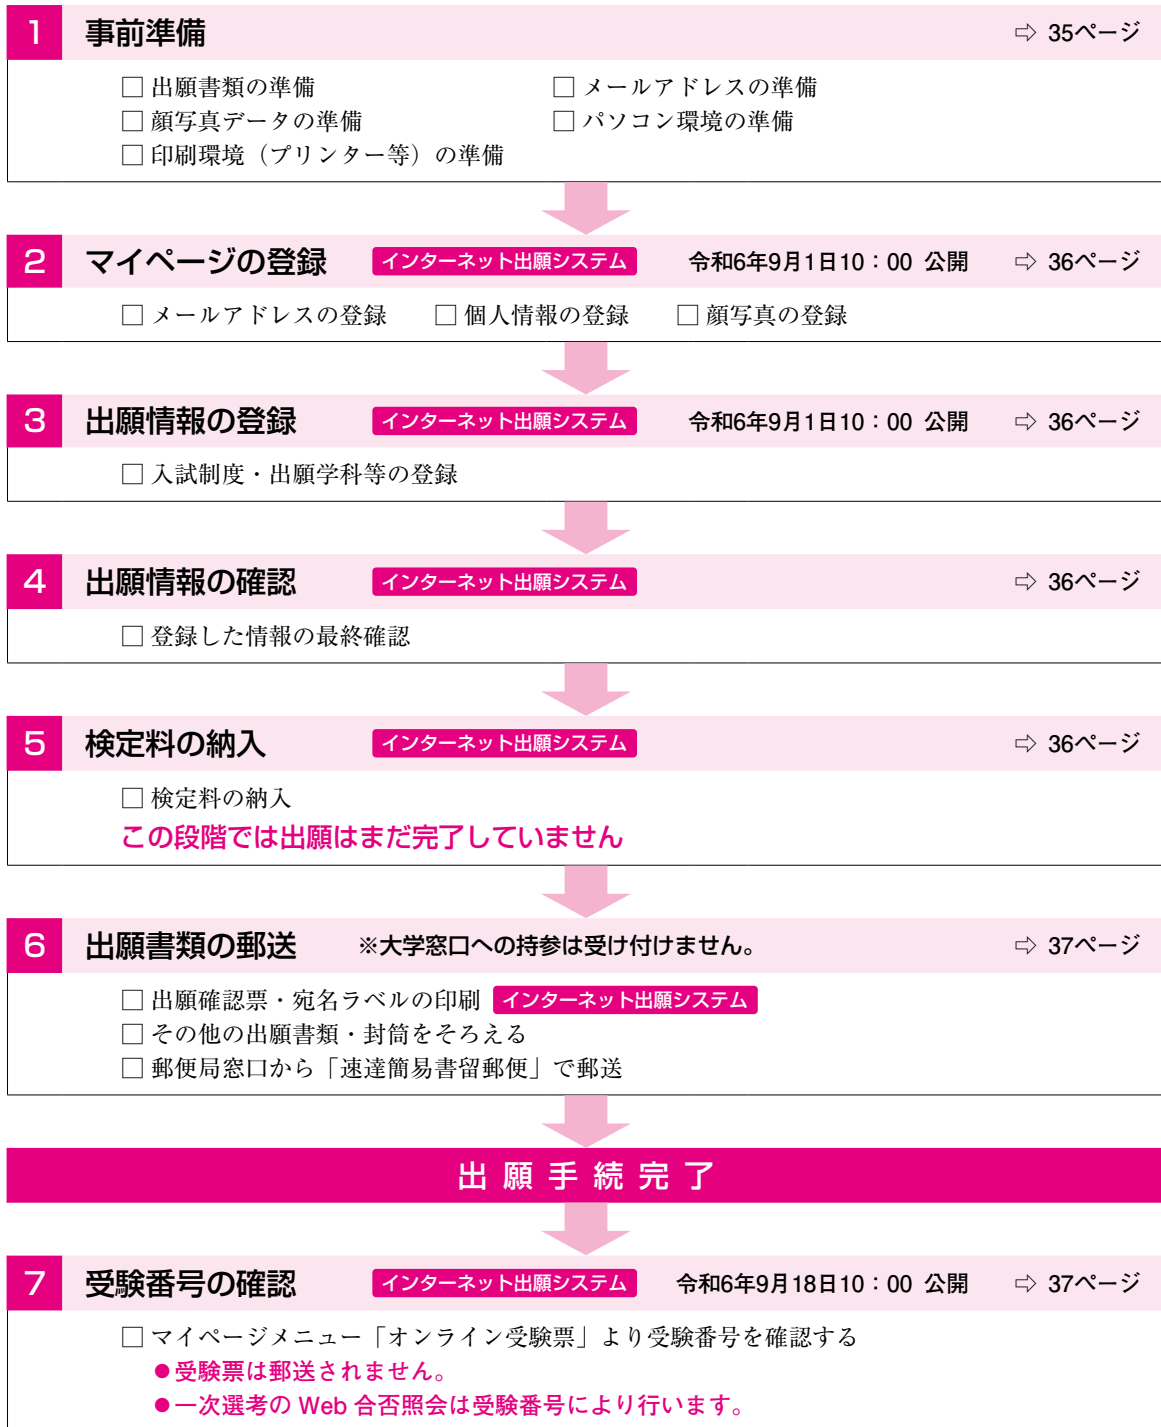 1 事前準備 ⇨ 35ページ
□ 出願書類の準備 □ メールアドレスの準備
□ 顔写真データの準備 □ パソコン環境の準備
□ 印刷環境（プリンター等）の準備
2 マイページの登録 インターネット出願システム 令和6年9月1日10：00 公開 ⇨ 36ページ
□ メールアドレスの登録 □ 個人情報の登録 □ 顔写真の登録
3 出願情報の登録 インターネット出願システム 令和6年9月1日10：00 公開 ⇨ 36ページ
□ 入試制度・出願学科等の登録
4 出願情報の確認 インターネット出願システム ⇨ 36ページ
□ 登録した情報の最終確認
5 検定料の納入 インターネット出願システム ⇨ 36ページ
□ 検定料の納入
この段階では出願はまだ完了していません
6 出願書類の郵送 ※大学窓口への持参は受け付けません。 ⇨ 37ページ
□ 出願確認票・宛名ラベルの印刷 インターネット出願システム
□ その他の出願書類・封筒をそろえる
□ 郵便局窓口から「速達簡易書留郵便」で郵送
出願手続完了
7 受験番号の確認 インターネット出願システム 令和6年9月18日10：00 公開 ⇨ 37ページ
□ マイページメニュー「オンライン受験票」より受験番号を確認する
●受験票は郵送されません。
●一次選考の Web 合否照会は受験番号により行います。